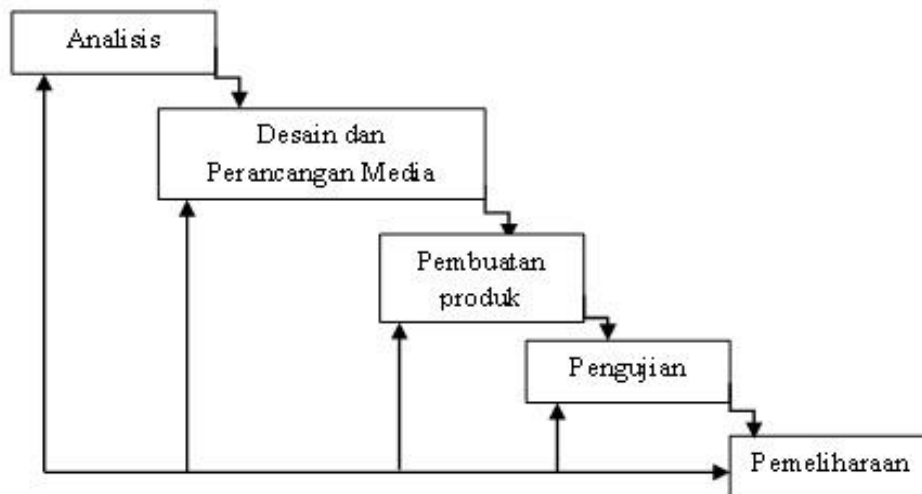 Analisis
Desain dan
Perancangan Media
Pembuatan
produk
Pengujian
Pemeliharaan